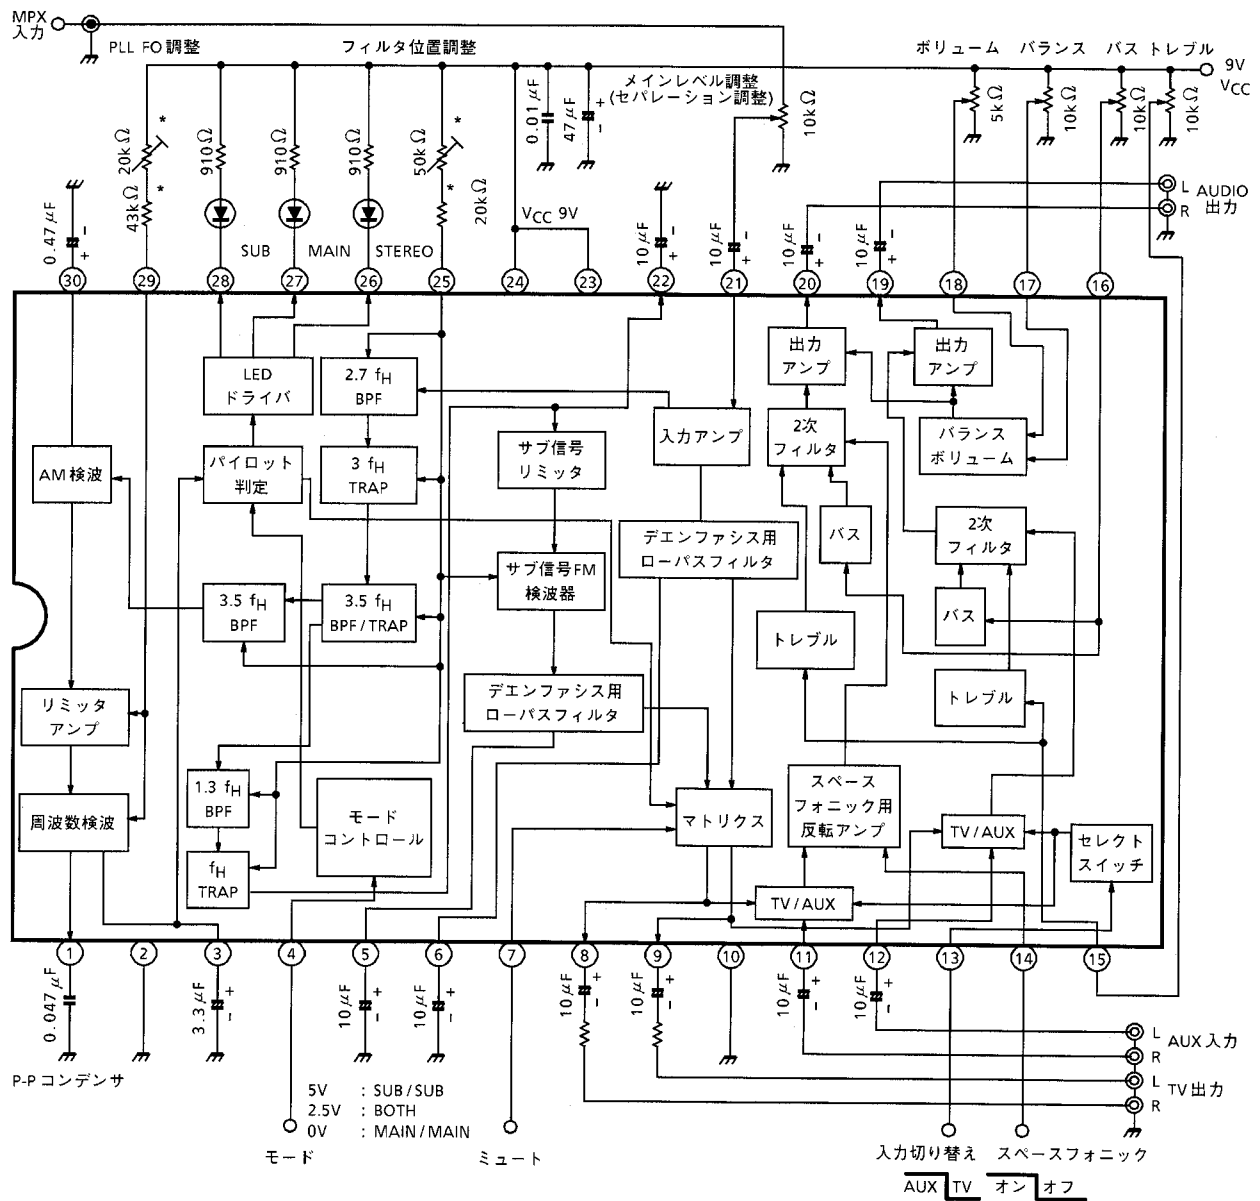 MPX
入力
PLL FO 調整
フィルタ位置調整
メインレベル調整
(セパレーション調整)
ボリューム
バランス
バス
トレブル
9V
VCC
20kΩ
*
43kΩ
*
910Ω
910Ω
910Ω
50kΩ
*
*
20kΩ
0.01μF
47μF
+
-
10kΩ
5kΩ
10kΩ
10kΩ
10kΩ
L
R
AUDIO
出力
0.47μF
-
+
SUB
MAIN
STEREO
VCC 9V
10μF
-
+
10μF
-
+
10μF
-
+
10μF
-
+
30
29
28
27
26
25
24
23
22
21
20
19
18
17
16
LED
ドライバ
2.7 fH
BPF
出力
アンプ
出力
アンプ
AM検波
パイロット
判定
3 fH
TRAP
サブ信号
リミッタ
入力アンプ
2次
フィルタ
バランス
ボリューム
デエンファシス用
ローパスフィルタ
バス
2次
フィルタ
3.5 fH
BPF
3.5 fH
BPF/TRAP
サブ信号FM
検波器
トレブル
バス
リミッタ
アンプ
デエンファシス用
ローパスフィルタ
トレブル
周波数検波
1.3 fH
BPF
fH
TRAP
モード
コントロール
マトリクス
スペース
フォニック用
反転アンプ
TV/AUX
TV/AUX
セレクト
スイッチ
1
2
3
4
5
6
7
8
9
10
11
12
13
14
15
0.047μF
3.3μF
+
-
10μF
+
-
10μF
+
-
10μF
+
-
10μF
+
-
10μF
+
-
10μF
+
-
P-Pコンデンサ
L
R
AUX入力
L
R
TV出力
5V : SUB/SUB
2.5V : BOTH
0V : MAIN/MAIN
モード
ミュート
入力切り替え
スペースフォニック
AUX TV
オン オフ